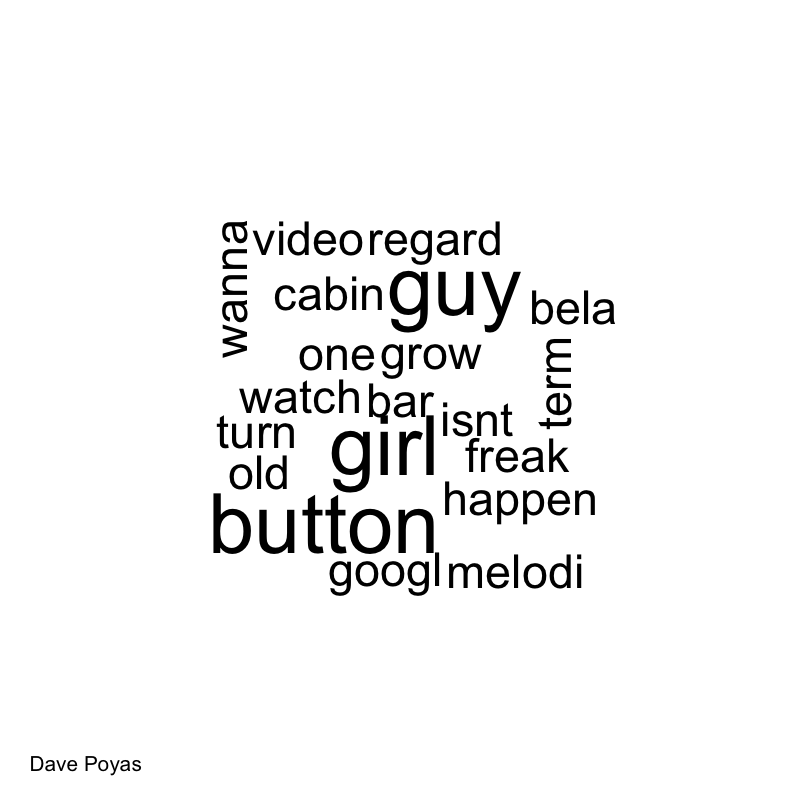 wanna
video regard
cabin guy bela
one grow
term
watch bar isnt
turn girl freak
old
button happen
googl melodi
Dave Poyas